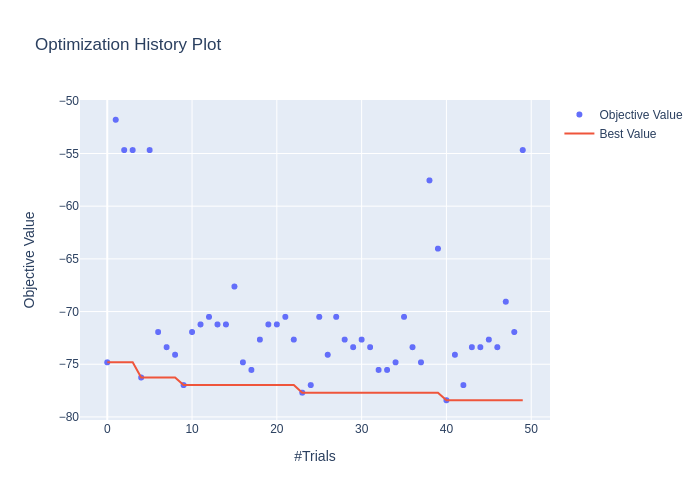 Optimization History Plot
Objective Value
Best Value
−50
−55
−60
−65
−70
−75
−80
Objective Value
0
10
20
30
40
50
#Trials